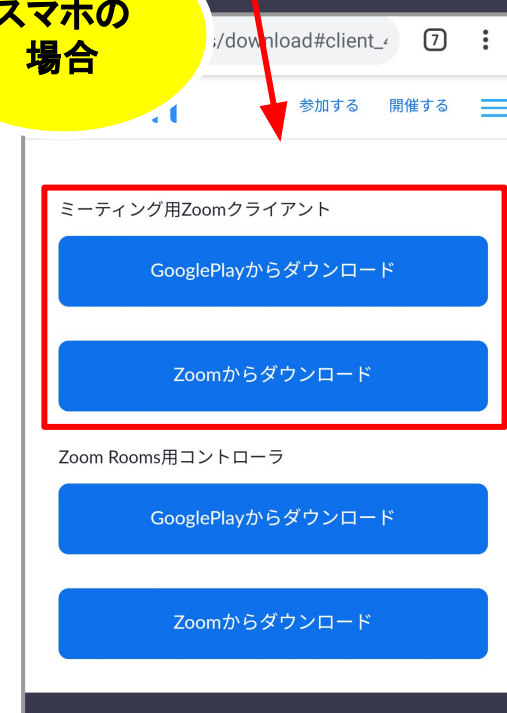 スマホの
場合
s/download#client_4
7
参加する 開催する
ミーティング用Zoomクライアント
GooglePlayからダウンロード
Zoomからダウンロード
Zoom Rooms用コントローラ
GooglePlayからダウンロード
Zoomからダウンロード